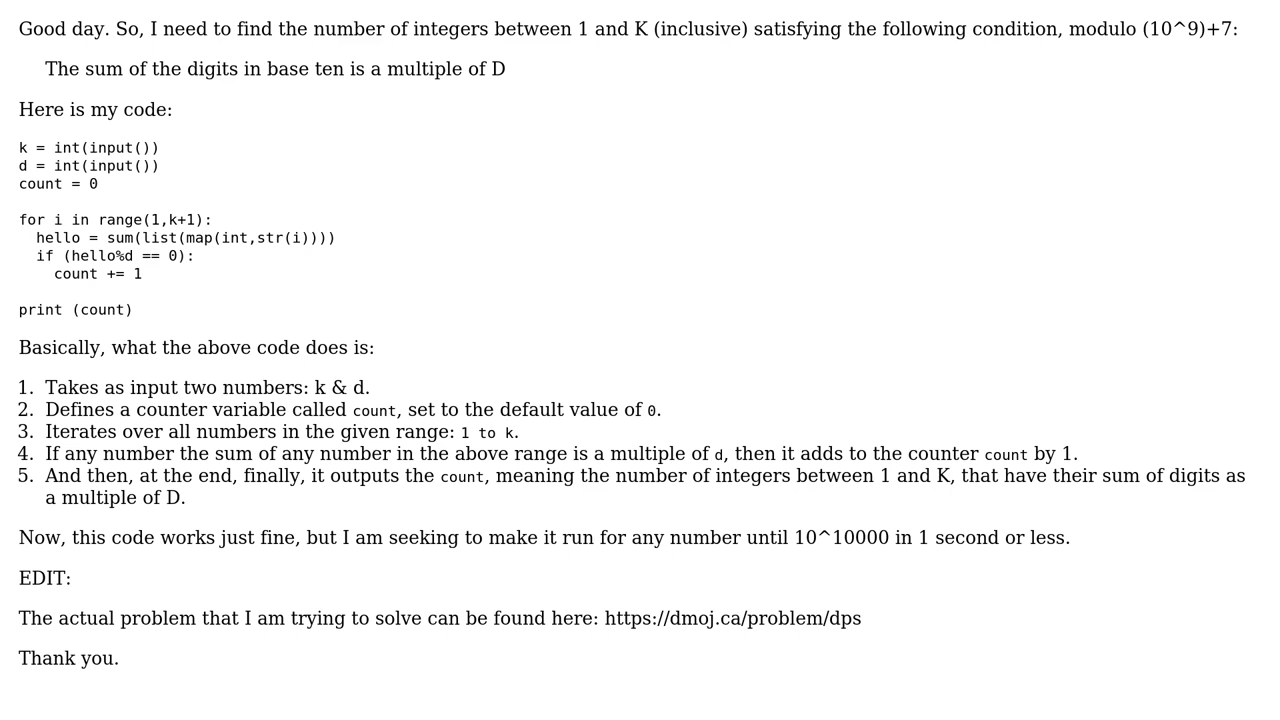 Good day. So, I need to find the number of integers between 1 and K (inclusive) satisfying the following condition, modulo (10^9)+7:
The sum of the digits in base ten is a multiple of D
Here is my code:
k = int(input())
d = int(input())
count = 0
for i in range(1,k+1):
  hello = sum(list(map(int,str(i))))
  if (hello%d == 0):
    count += 1
print (count)
Basically, what the above code does is:
1. Takes as input two numbers: k & d.
2. Defines a counter variable called count, set to the default value of 0.
3. Iterates over all numbers in the given range: 1 to k.
4. If any number the sum of any number in the above range is a multiple of d, then it adds to the counter count by 1.
5. And then, at the end, finally, it outputs the count, meaning the number of integers between 1 and K, that have their sum of digits as
a multiple of D.
Now, this code works just fine, but I am seeking to make it run for any number until 10^10000 in 1 second or less.
EDIT:
The actual problem that I am trying to solve can be found here: https://dmoj.ca/problem/dps
Thank you.